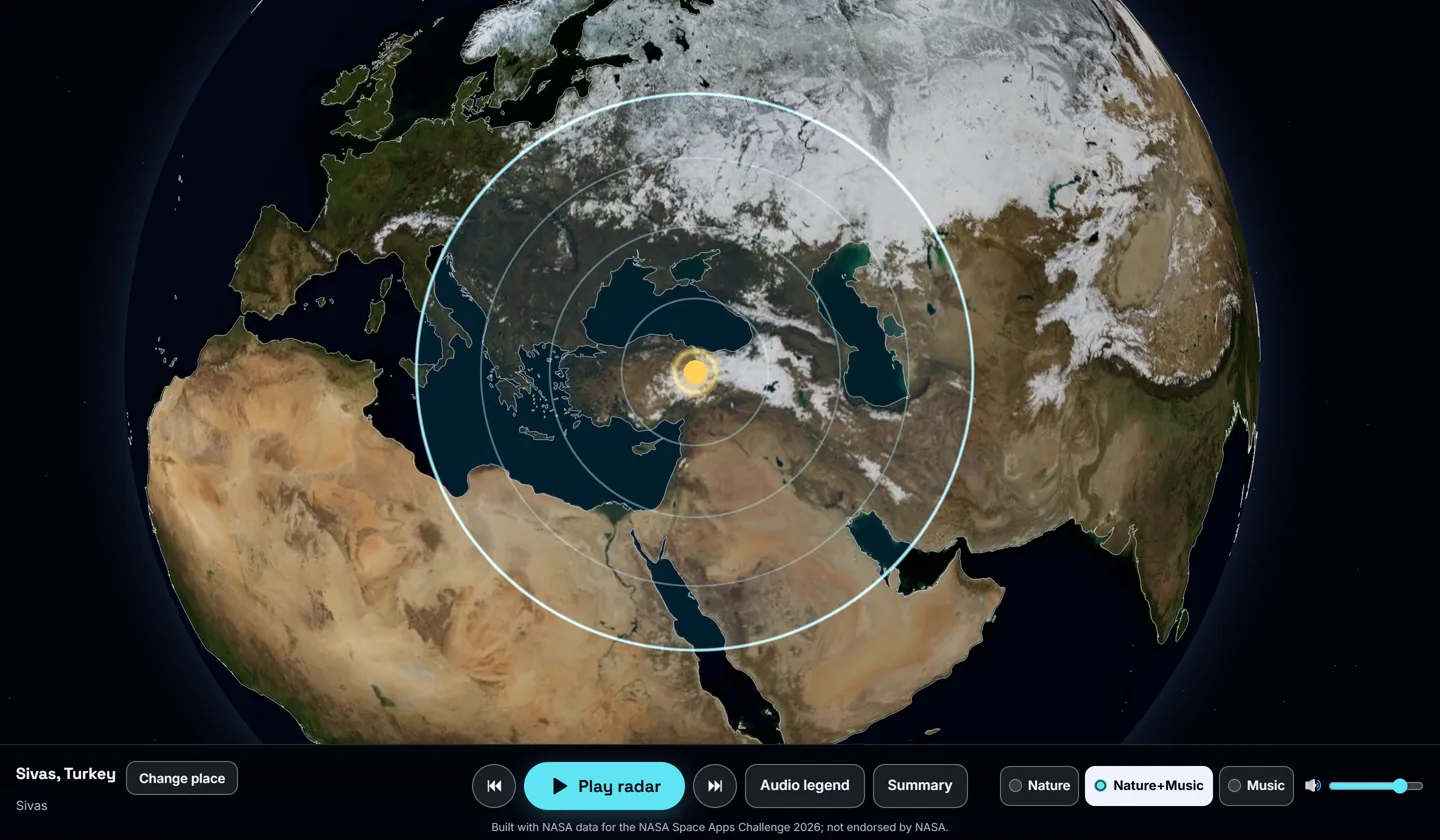 Sivas, Turkey
Change place
Sivas
Play radar
Audio legend
Summary
Nature
Nature+Music
Music
Built with NASA data for the NASA Space Apps Challenge 2026; not endorsed by NASA.